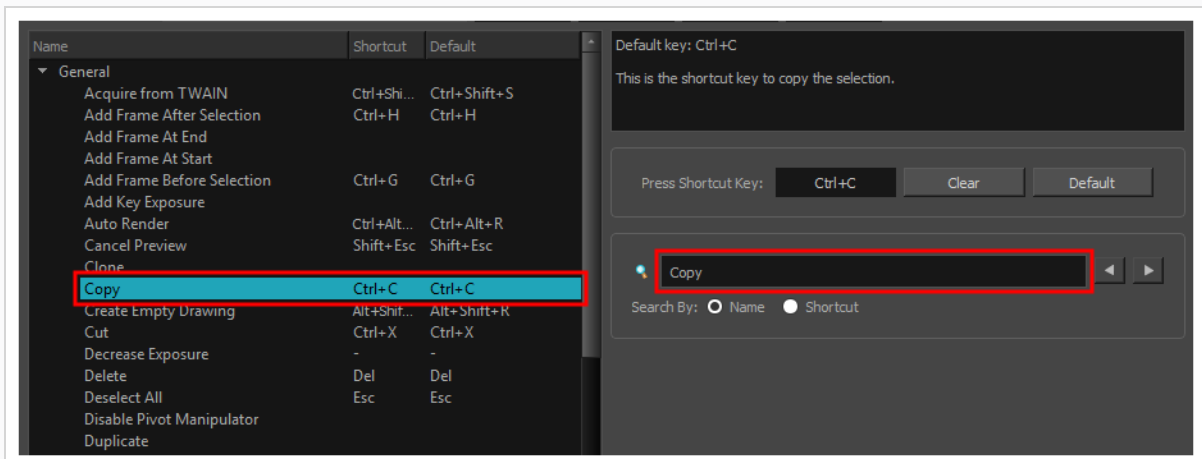 Name Shortcut Default
General
Acquire from TWAIN Ctrl+Shi... Ctrl+Shift+S
Add Frame After Selection Ctrl+H Ctrl+H
Add Frame At End
Add Frame At Start
Add Frame Before Selection Ctrl+G Ctrl+G
Add Key Exposure
Auto Render Ctrl+Alt... Ctrl+Alt+R
Cancel Preview Shift+Esc Shift+Esc
Clone
Copy Ctrl+C Ctrl+C
Create Empty Drawing Alt+Shif... Alt+Shift+R
Cut Ctrl+X Ctrl+X
Decrease Exposure - -
Delete Del Del
Deselect All Esc Esc
Disable Pivot Manipulator
Duplicate
Default key: Ctrl+C
This is the shortcut key to copy the selection.
Press Shortcut Key: Ctrl+C Clear Default
Copy
Search By: Name Shortcut